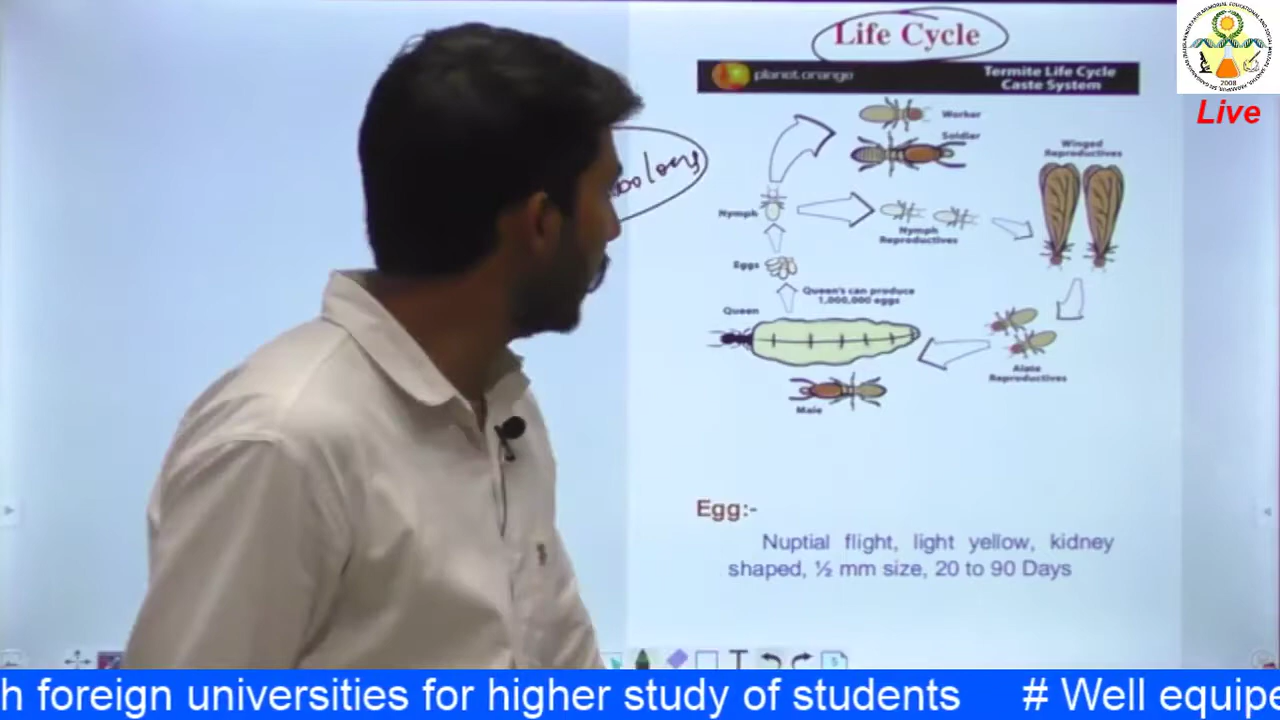 Life Cycle
planet.orange
Termite Life Cycle
Caste System
Live
Worker
Soldier
Winged
Reproductives
Nymph
Nymph
Reproductives
Eggs
Queen's can produce
1,000,000 eggs
Queen
Alate
Reproductives
Male
Egg:-
Nuptial flight, light yellow, kidney
shaped, ½ mm size, 20 to 90 Days
2008
h foreign universities for higher study of students # Well equipe